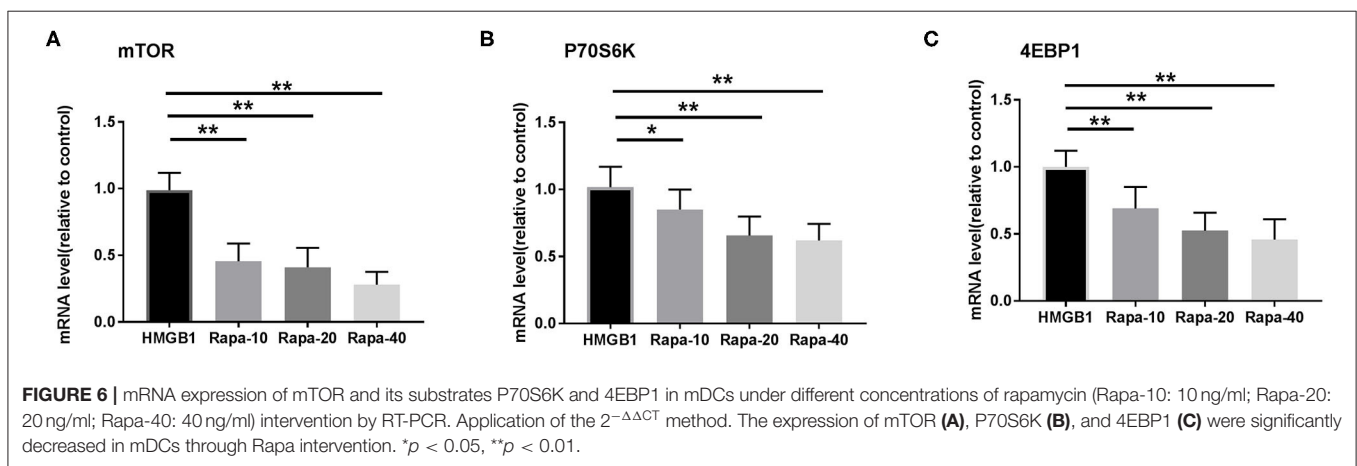 A
mTOR
mRNA level(relative to control)
1.5
1.0
0.5
0.0
**
**
**
HMGB1 Rapa-10 Rapa-20 Rapa-40
B
P70S6K
mRNA level(relative to control)
1.5
1.0
0.5
0.0
**
**
*
HMGB1 Rapa-10 Rapa-20 Rapa-40
C
4EBP1
mRNA level(relative to control)
1.5
1.0
0.5
0.0
**
**
**
HMGB1 Rapa-10 Rapa-20 Rapa-40
FIGURE 6 | mRNA expression of mTOR and its substrates P70S6K and 4EBP1 in mDCs under different concentrations of rapamycin (Rapa-10: 10 ng/ml; Rapa-20:
20 ng/ml; Rapa-40: 40 ng/ml) intervention by RT-PCR. Application of the 2−ΔΔCT method. The expression of mTOR (A), P70S6K (B), and 4EBP1 (C) were significantly
decreased in mDCs through Rapa intervention. *p < 0.05, **p < 0.01.